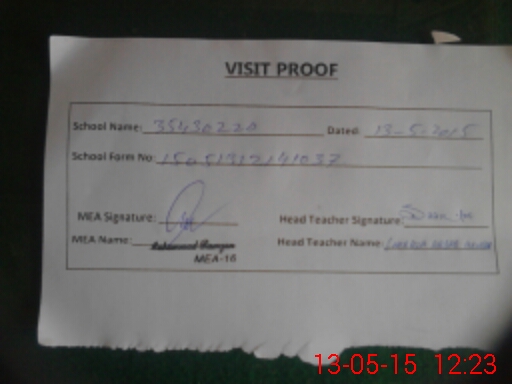 VISIT PROOF
School Name: 35430220 Dated: 13-5-2015
School Form No: 15051312141037
MEA Signature: Head Teacher Signature:
MEA Name: Head Teacher Name:
MEA-16
13-05-15 12:23